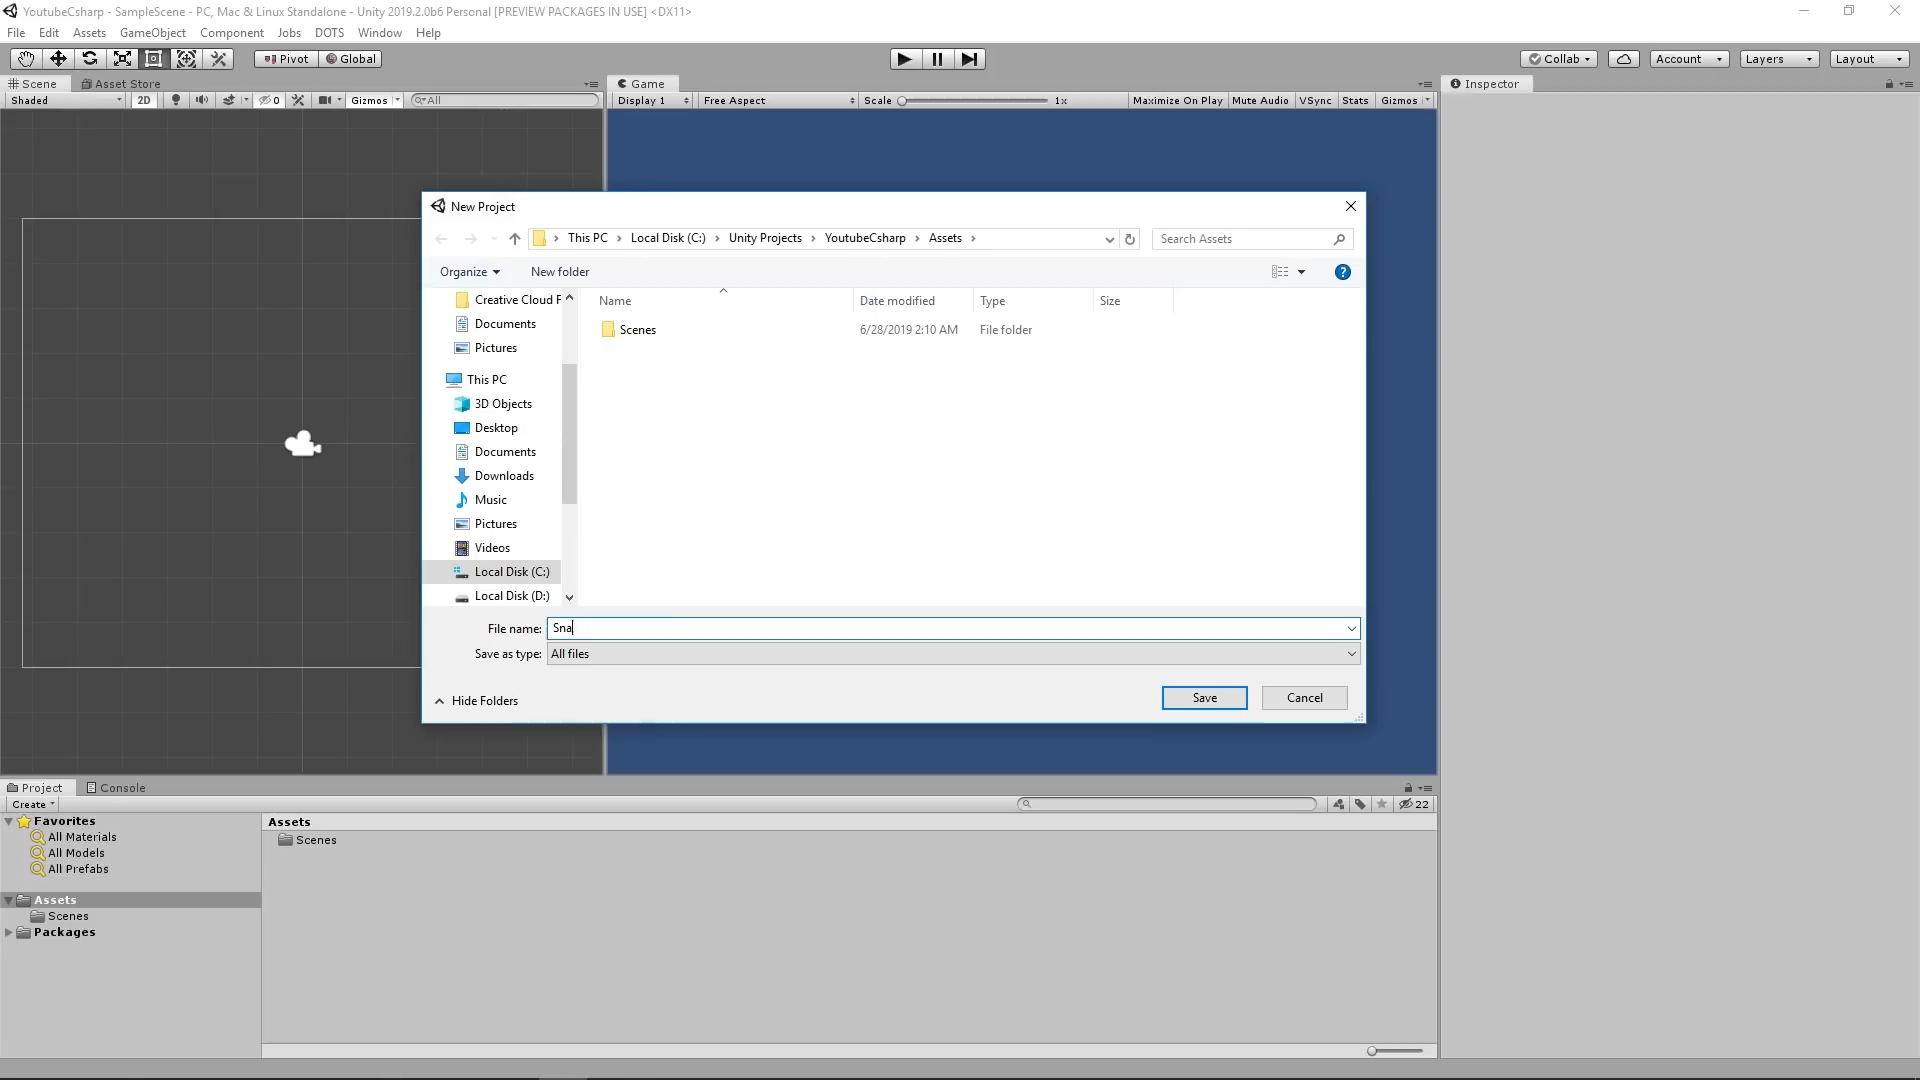 YoutubeCsharp - SampleScene - PC, Mac & Linux Standalone - Unity 2019.2.0b6 Personal [PREVIEW PACKAGES IN USE] <DX11>
File Edit Assets GameObject Component Jobs DOTS Window Help
Pivot Global Collab Account Layers Layout
Scene Asset Store Game Inspector
Shaded 2D 0 Gizmos All Display 1 Free Aspect Scale 1x Maximize On Play Mute Audio VSync Stats Gizmos
New Project
This PC Local Disk (C:) Unity Projects YoutubeCsharp Assets Search Assets
Organize New folder
Name Date modified Type Size
Creative Cloud F
Scenes 6/28/2019 2:10 AM File folder
Documents
Pictures
This PC
3D Objects
Desktop
Documents
Downloads
Music
Pictures
Videos
Local Disk (C:)
Local Disk (D:)
File name: Sna
Save as type: All files
Hide Folders Save Cancel
Project Console
Create 22
Favorites
All Materials
All Models
All Prefabs
Assets
Scenes
Packages
Assets
Scenes